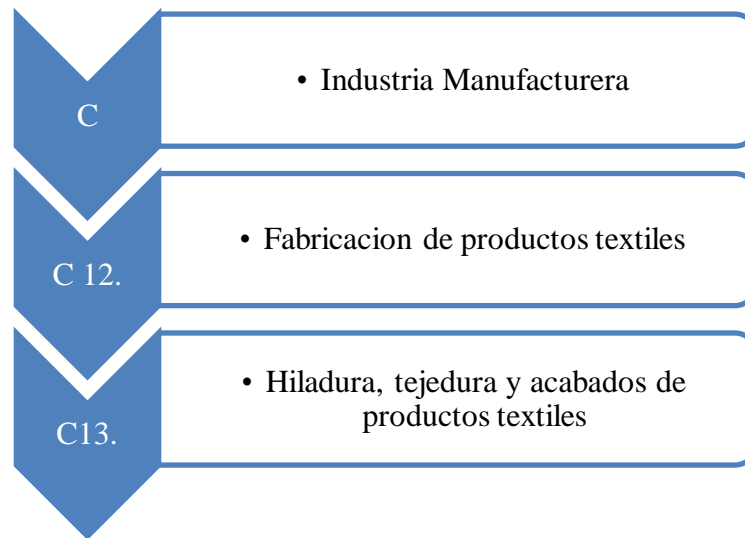 C
• Industria Manufacturera
C 12.
• Fabricacion de productos textiles
C13.
• Hiladura, tejedura y acabados de
productos textiles